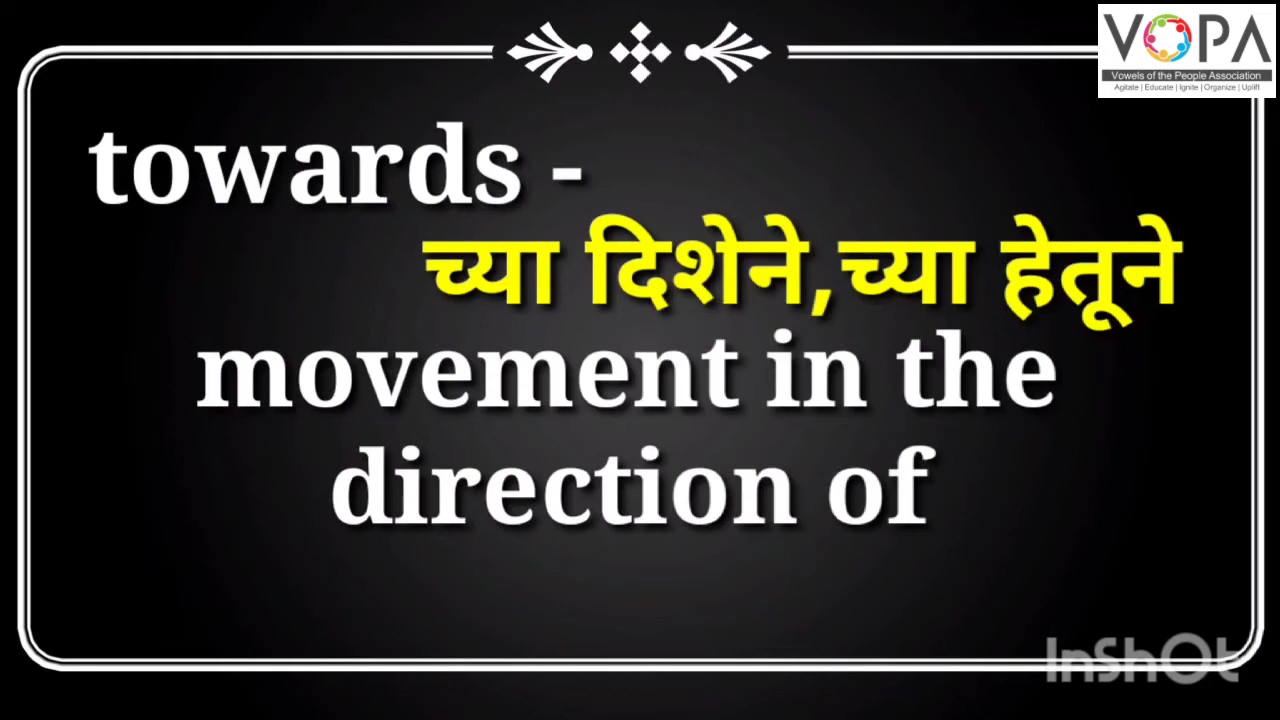 VOPA
Vowels of the People Association
Agitate | Educate | Ignite | Organize | Uplift
towards -
च्या दिशेने,च्या हेतूने
movement in the
direction of
InShOt